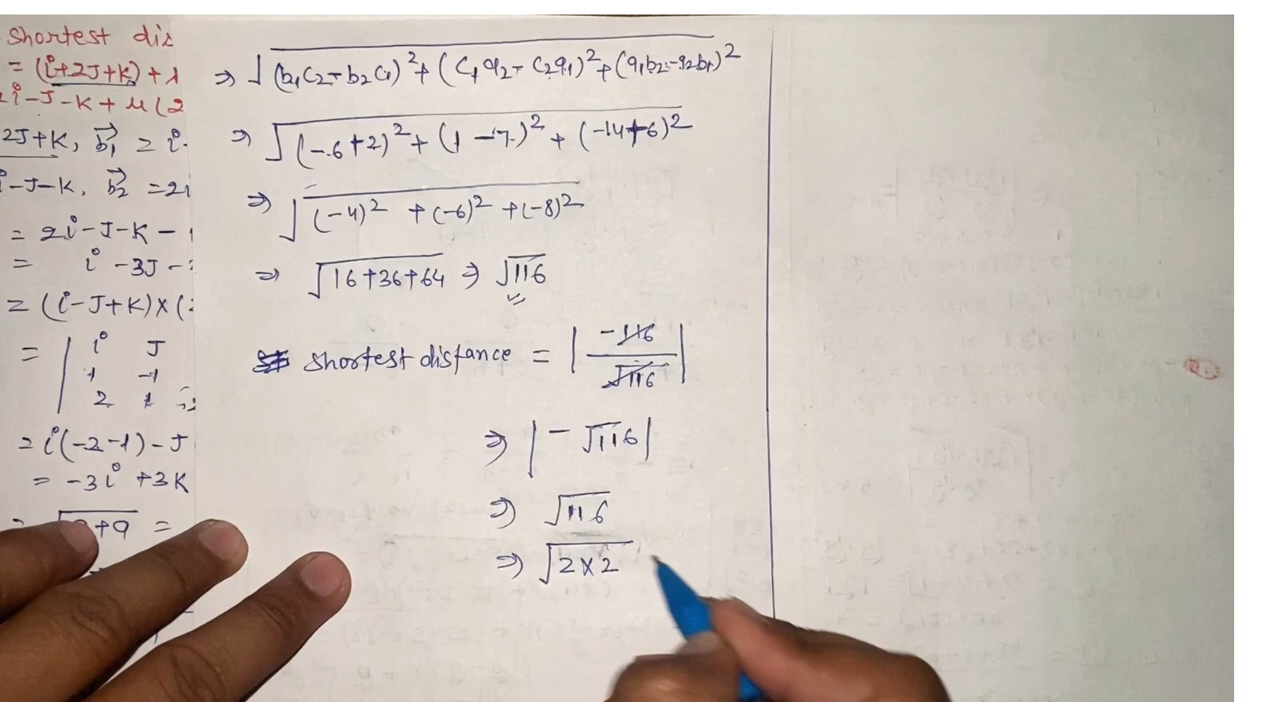 Shortest dis
= (i+2J+K) + λ
2i-J-K + μ (2
2J+K, b₁ = i-
i-J-K, b₂ = 2i
= 2i-J-K -
= i - 3J -
= (i-J+K)×(
= | i J
1 -1
2 1
= i(-2-1) - J
= -3i + 3K
+9 =
⇒ √(b₁c₂-b₂c₁)²+(c₁a₂-c₂a₁)²+(a₁b₂-a₂b₁)²
⇒ √(-6+2)²+(1-7)²+(-14+6)²
⇒ √(-4)²+(-6)²+(-8)²
⇒ √16+36+64 ⇒ √116
Shortest distance = |-116/√116|
⇒ |-√116|
⇒ √116
⇒ √2×2